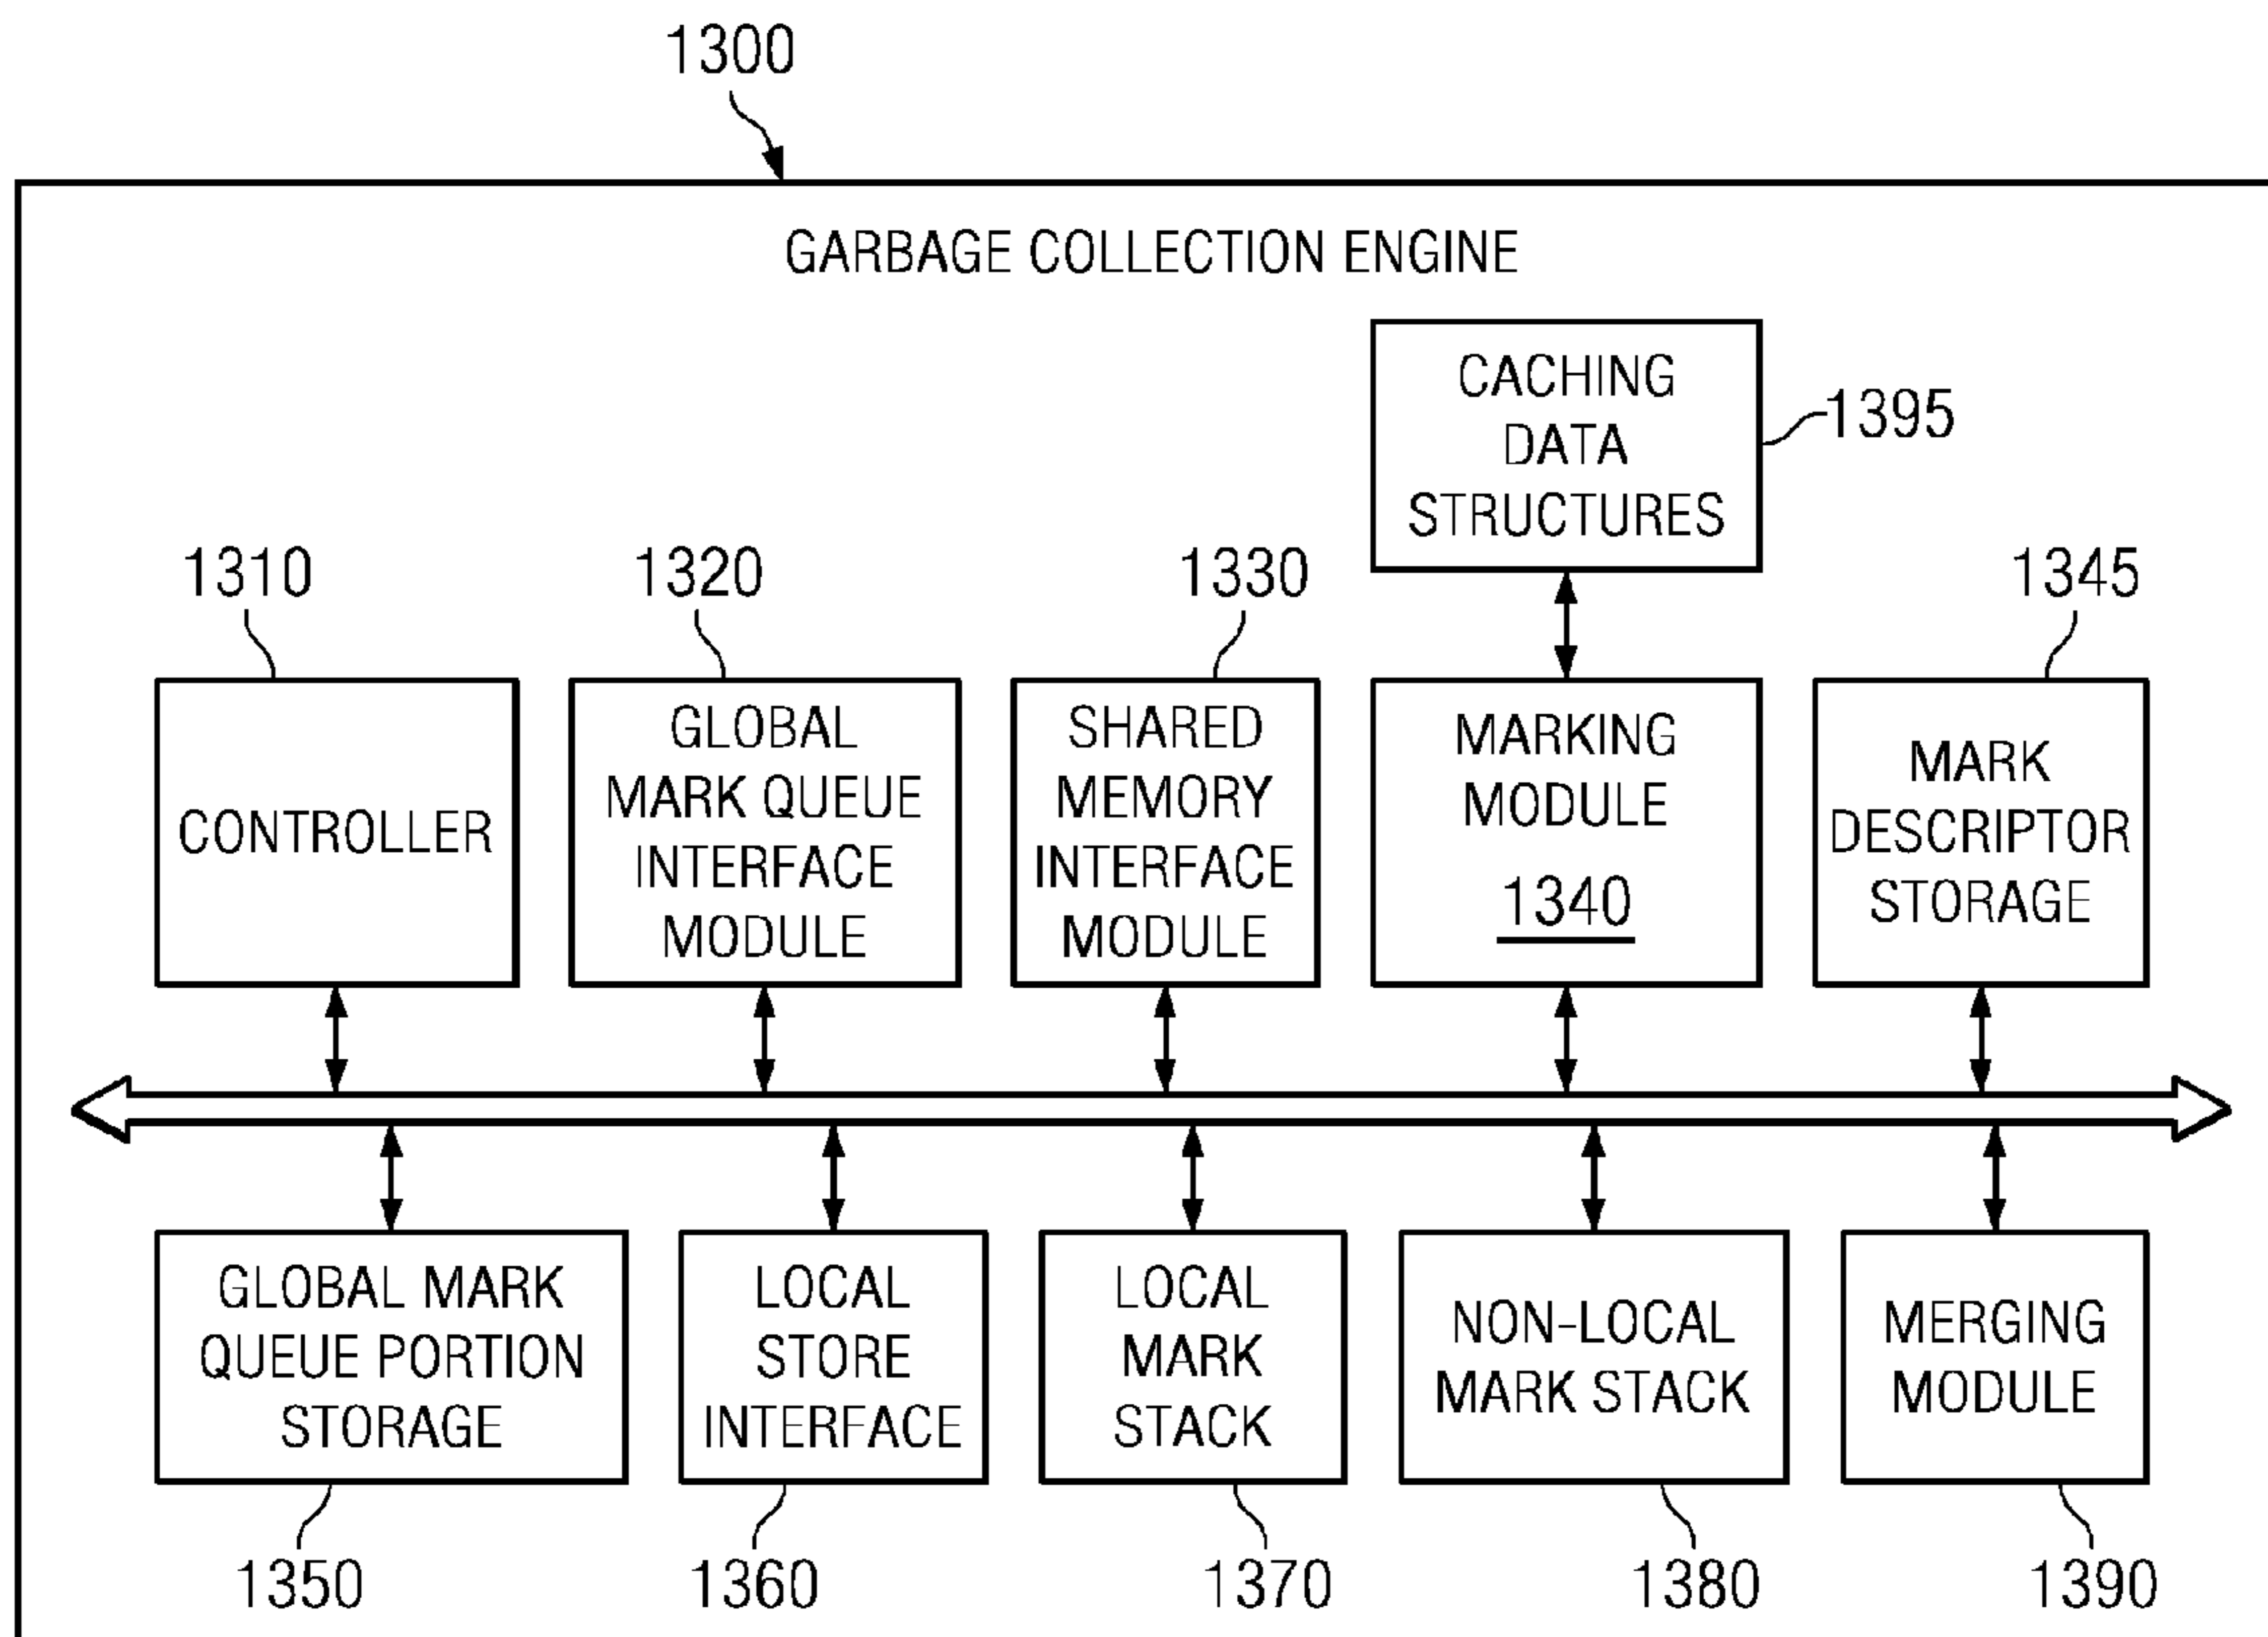 1300
GARBAGE COLLECTION ENGINE
CACHING
DATA
STRUCTURES
1395
1310
1320
1330
1345
CONTROLLER
GLOBAL
MARK QUEUE
INTERFACE
MODULE
SHARED
MEMORY
INTERFACE
MODULE
MARKING
MODULE
1340
MARK
DESCRIPTOR
STORAGE
GLOBAL MARK
QUEUE PORTION
STORAGE
LOCAL
STORE
INTERFACE
LOCAL
MARK
STACK
NON-LOCAL
MARK STACK
MERGING
MODULE
1350
1360
1370
1380
1390